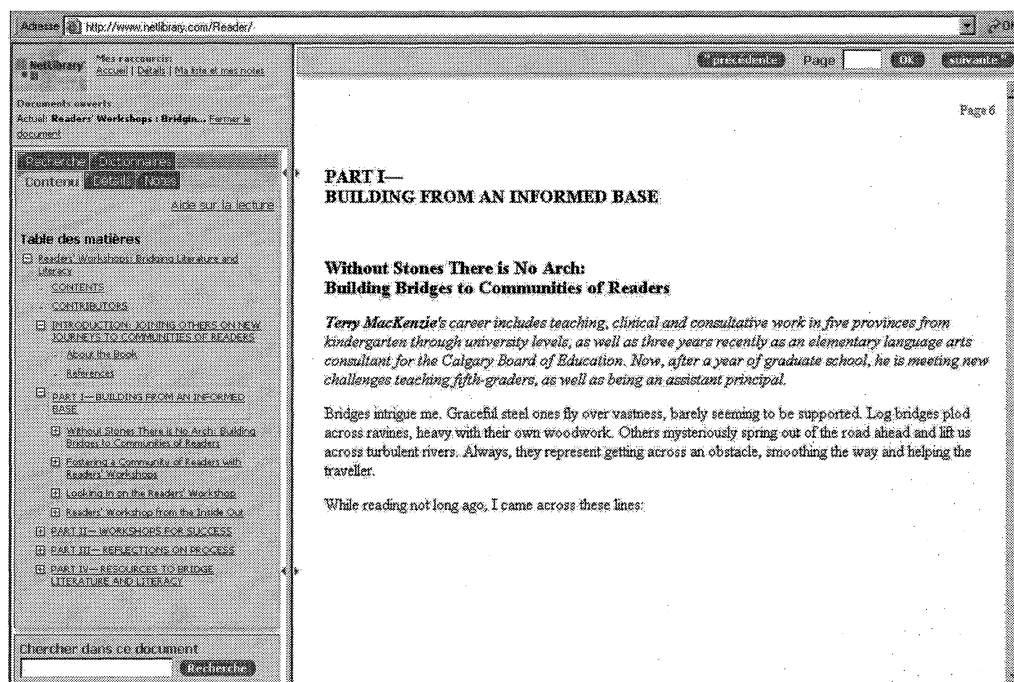 Adresse http://www.netlibrary.com/Reader/ OK
NetLibrary
Mes raccourcis:
Accueil | Détails | Ma liste et mes notes
"précédente Page OK suivante"
Documents ouverts
Actuel: Readers' Workshops : Bridgin... Fermer le
document
Recherche Dictionnaires
Contenu Détails Notes
Aide sur la lecture
Table des matières
Readers' Workshops: Bridging Literature and
Literacy
CONTENTS
CONTRIBUTORS
INTRODUCTION: JOINING OTHERS ON NEW
JOURNEYS TO COMMUNITIES OF READERS
About the Book
References
PART I—BUILDING FROM AN INFORMED
BASE
Without Stones There is No Arch: Building
Bridges to Communities of Readers
Fostering a Community of Readers with
Readers' Workshops
Looking In on the Readers' Workshop
Readers' Workshop from the Inside Out
PART II— WORKSHOPS FOR SUCCESS
PART III— REFLECTIONS ON PROCESS
PART IV— RESOURCES TO BRIDGE
LITERATURE AND LITERACY
Chercher dans ce document
Recherche
Page 6
PART I—
BUILDING FROM AN INFORMED BASE
Without Stones There is No Arch:
Building Bridges to Communities of Readers
Terry MacKenzie's career includes teaching, clinical and consultative work in five provinces from
kindergarten through university levels, as well as three years recently as an elementary language arts
consultant for the Calgary Board of Education. Now, after a year of graduate school, he is meeting new
challenges teaching fifth-graders, as well as being an assistant principal.
Bridges intrigue me. Graceful steel ones fly over vastness, barely seeming to be supported. Log bridges plod
across ravines, heavy with their own woodwork. Others mysteriously spring out of the road ahead and lift us
across turbulent rivers. Always, they represent getting across an obstacle, smoothing the way and helping the
traveller.
While reading not long ago, I came across these lines: